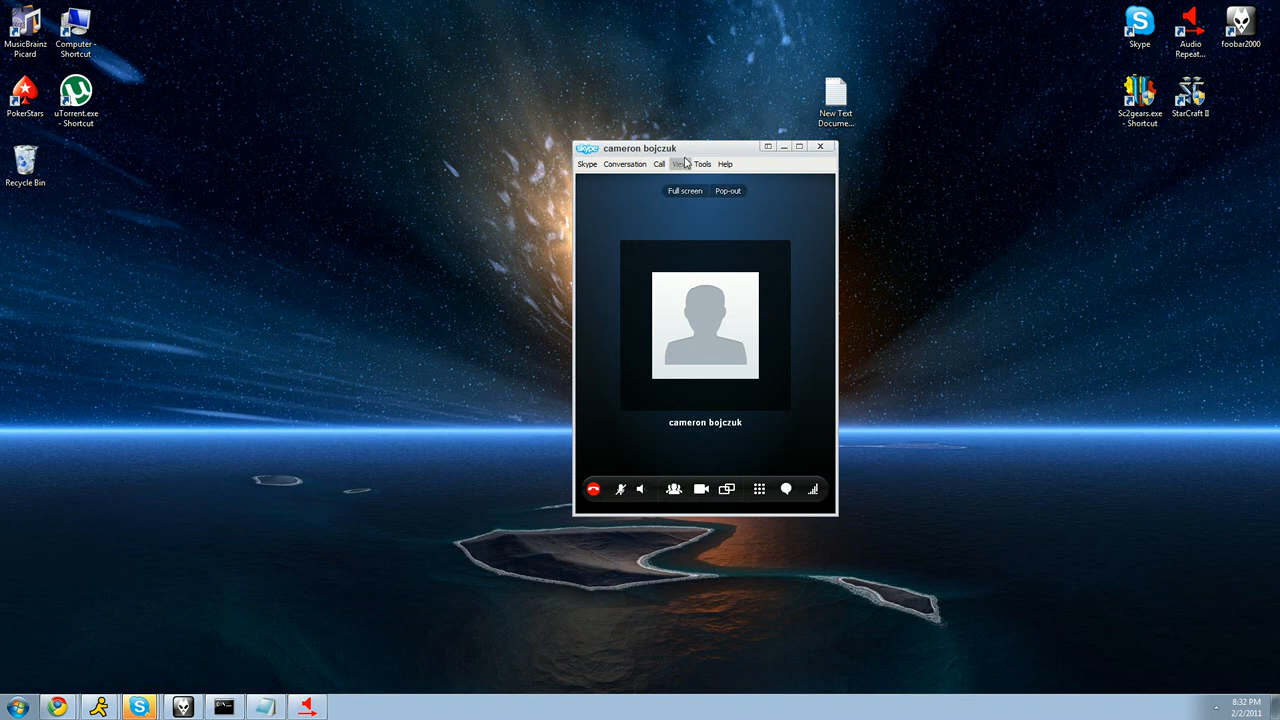 MusicBrainz
Picard
Computer -
Shortcut
PokerStars
uTorrent.exe
- Shortcut
Recycle Bin
Skype
Audio
Repeat...
foobar2000
New Text
Docume...
Sc2gears.exe
- Shortcut
StarCraft II
skype cameron bojczuk
Skype Conversation Call View Tools Help
Full screen Pop-out
cameron bojczuk
8:32 PM
2/2/2011